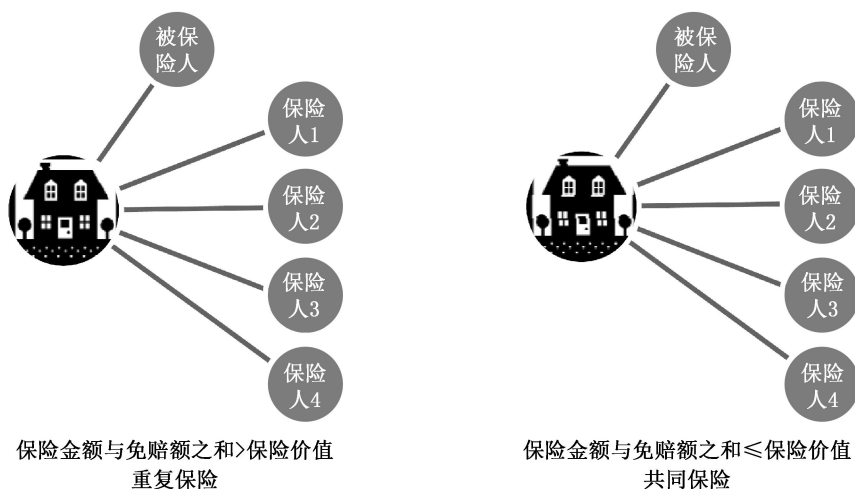 被保
险人
保险
人1
保险
人2
保险
人3
保险
人4
保险金额与免赔额之和>保险价值
重复保险
被保
险人
保险
人1
保险
人2
保险
人3
保险
人4
保险金额与免赔额之和≤保险价值
共同保险